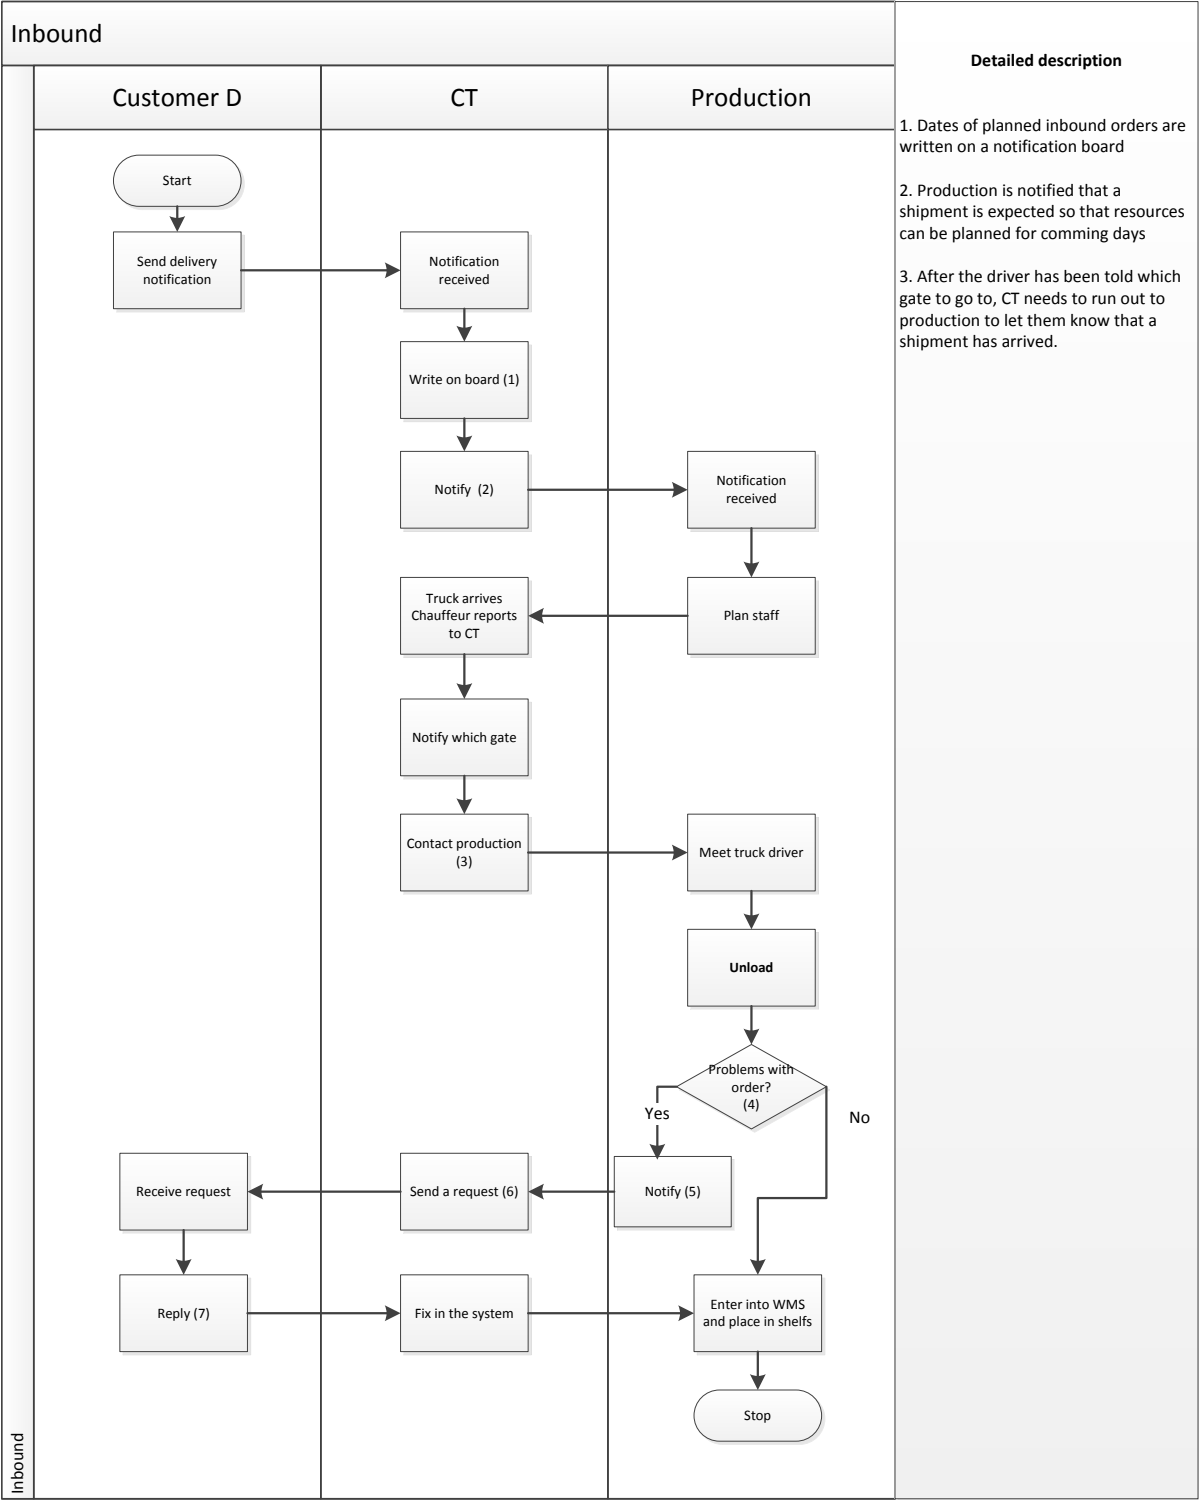 Inbound
Customer D
CT
Production
Start
Send delivery
notification
Notification
received
Write on board (1)
Notify  (2)
Notification
received
Truck arrives
Chauffeur reports
to CT
Plan staff
Notify which gate
Contact production
(3)
Meet truck driver
Unload
Problems with
order?
(4)
Yes
No
Receive request
Send a request (6)
Notify (5)
Reply (7)
Fix in the system
Enter into WMS
and place in shelfs
Stop
Inbound
Detailed description
1. Dates of planned inbound orders are
written on a notification board
2. Production is notified that a
shipment is expected so that resources
can be planned for comming days
3. After the driver has been told which
gate to go to, CT needs to run out to
production to let them know that a
shipment has arrived.